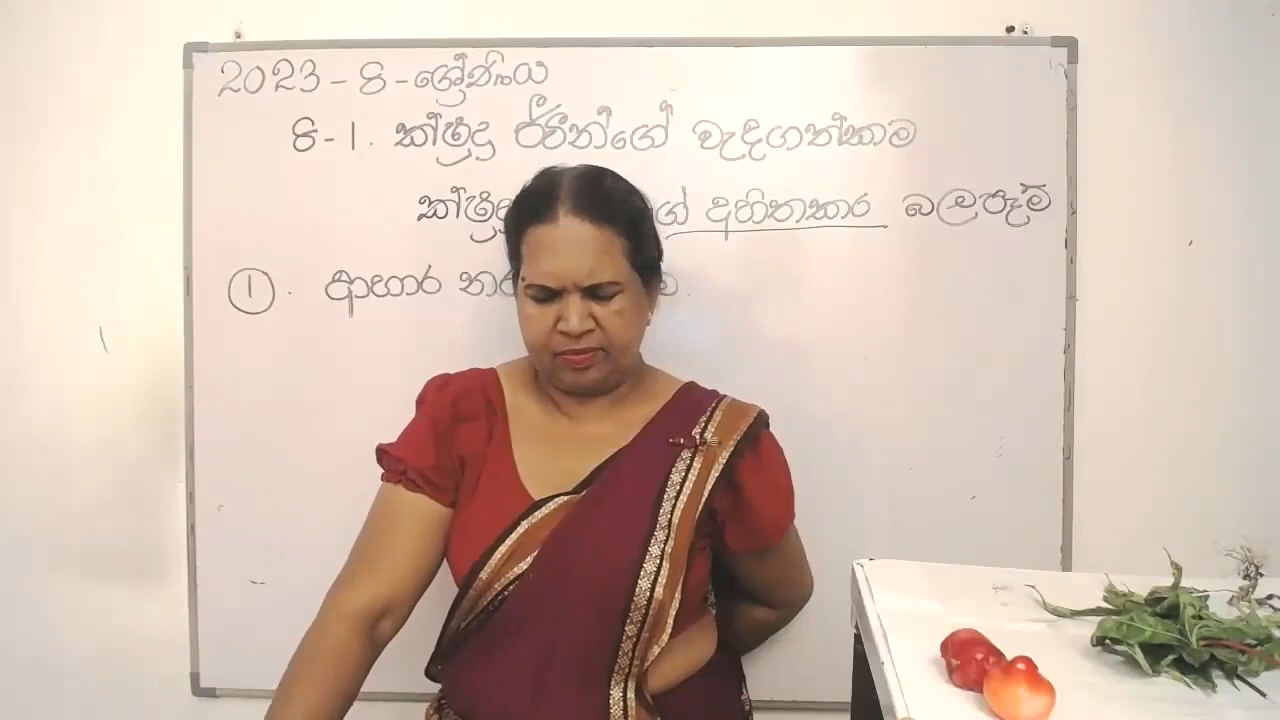 2023 - 8 - ශ්‍රේණිය
8-1. ක්ෂුද්‍ර ජීවීන්ගේ වැදගත්කම
ක්ෂුද්‍ර අහිතකර බලපෑම්
①. ආහාර